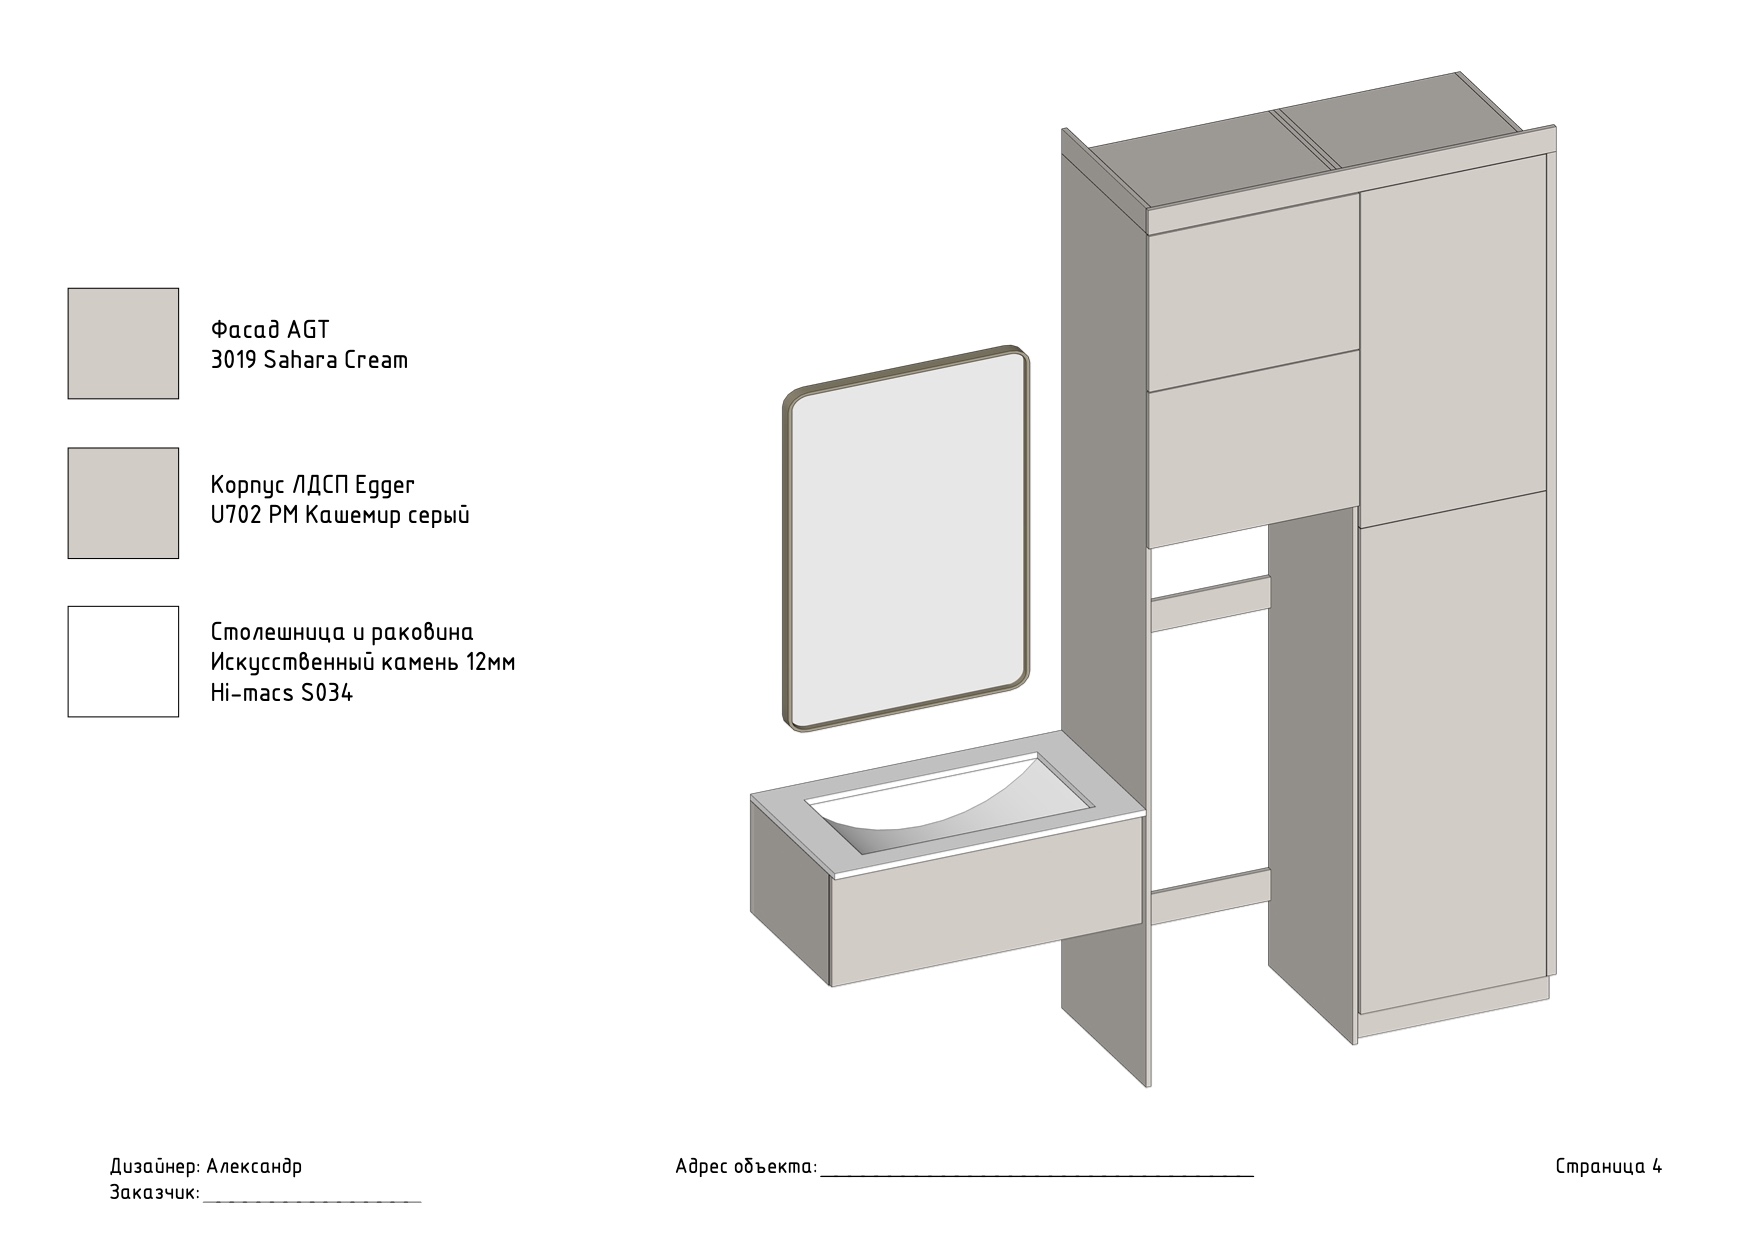 Фасад AGT
3019 Sahara Cream
Корпус ЛДСП Egger
U702 PM Кашемир серый
Столешница и раковина
Искусственный камень 12мм
Hi-macs S034
Дизайнер: Александр
Заказчик:
Адрес объекта:
Страница 4